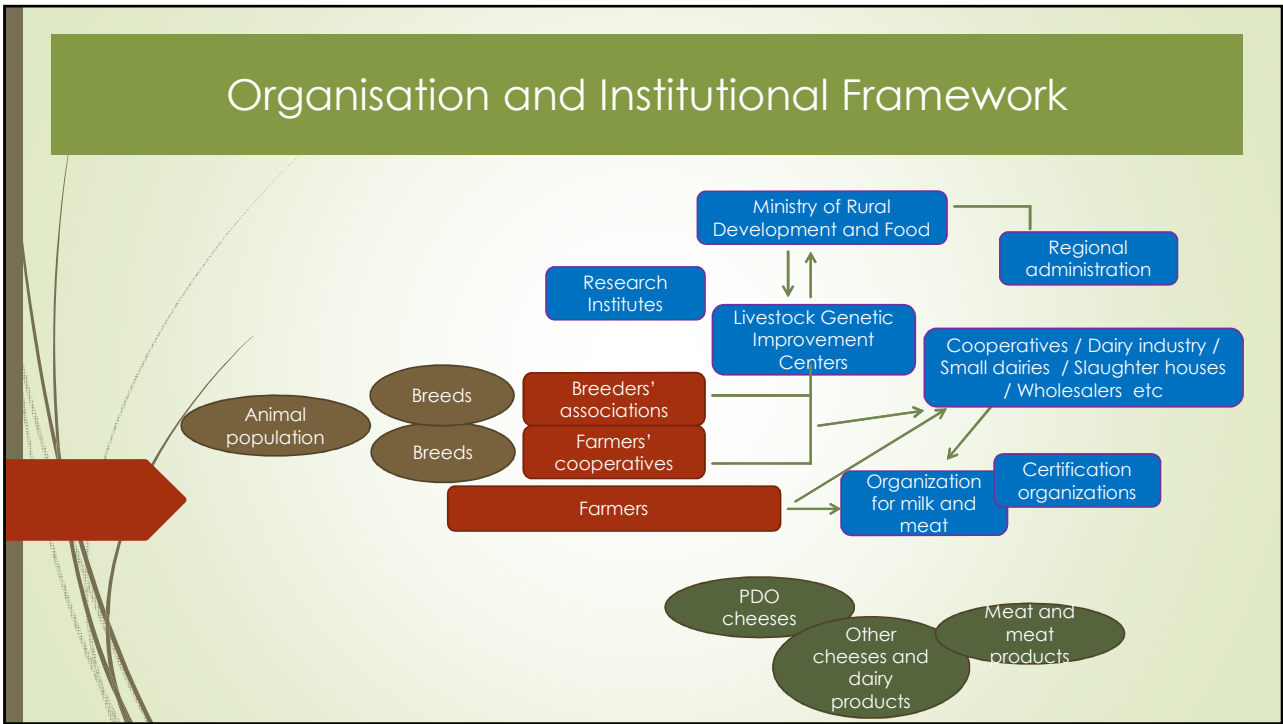 Organisation and Institutional Framework
Ministry of Rural
Development and Food
Regional
administration
Research
Institutes
Livestock Genetic
Improvement
Centers
Cooperatives / Dairy industry /
Small dairies / Slaughter houses
/ Wholesalers etc
Breeds
Breeders’
associations
Animal
population
Breeds
Farmers’
cooperatives
Farmers
Organization
for milk and
meat
Certification
organizations
PDO
cheeses
Other
cheeses and
dairy
products
Meat and
meat
products